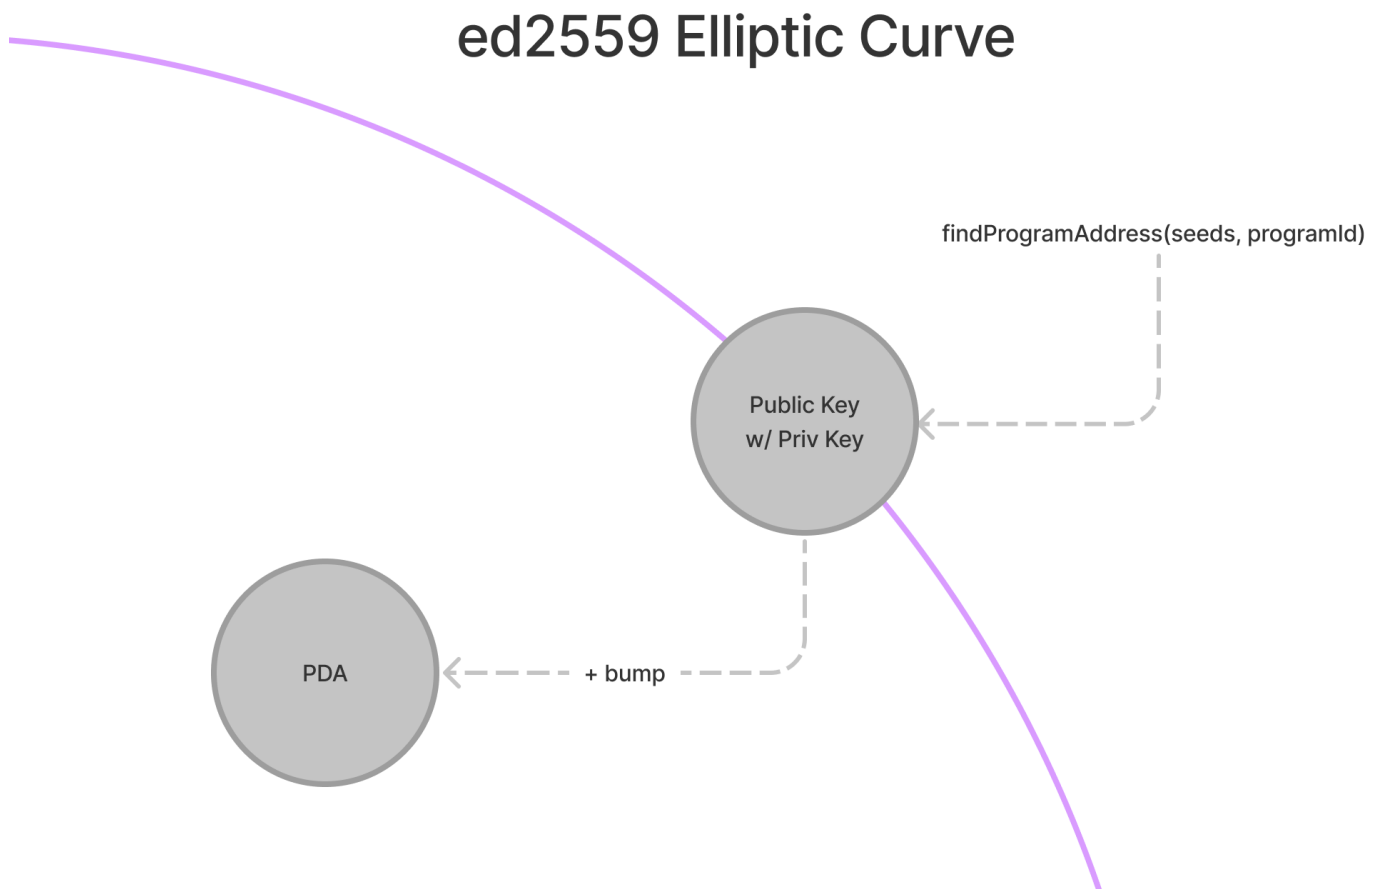 ed2559 Elliptic Curve
findProgramAddress(seeds, programId)
Public Key
w/ Priv Key
PDA
+ bump